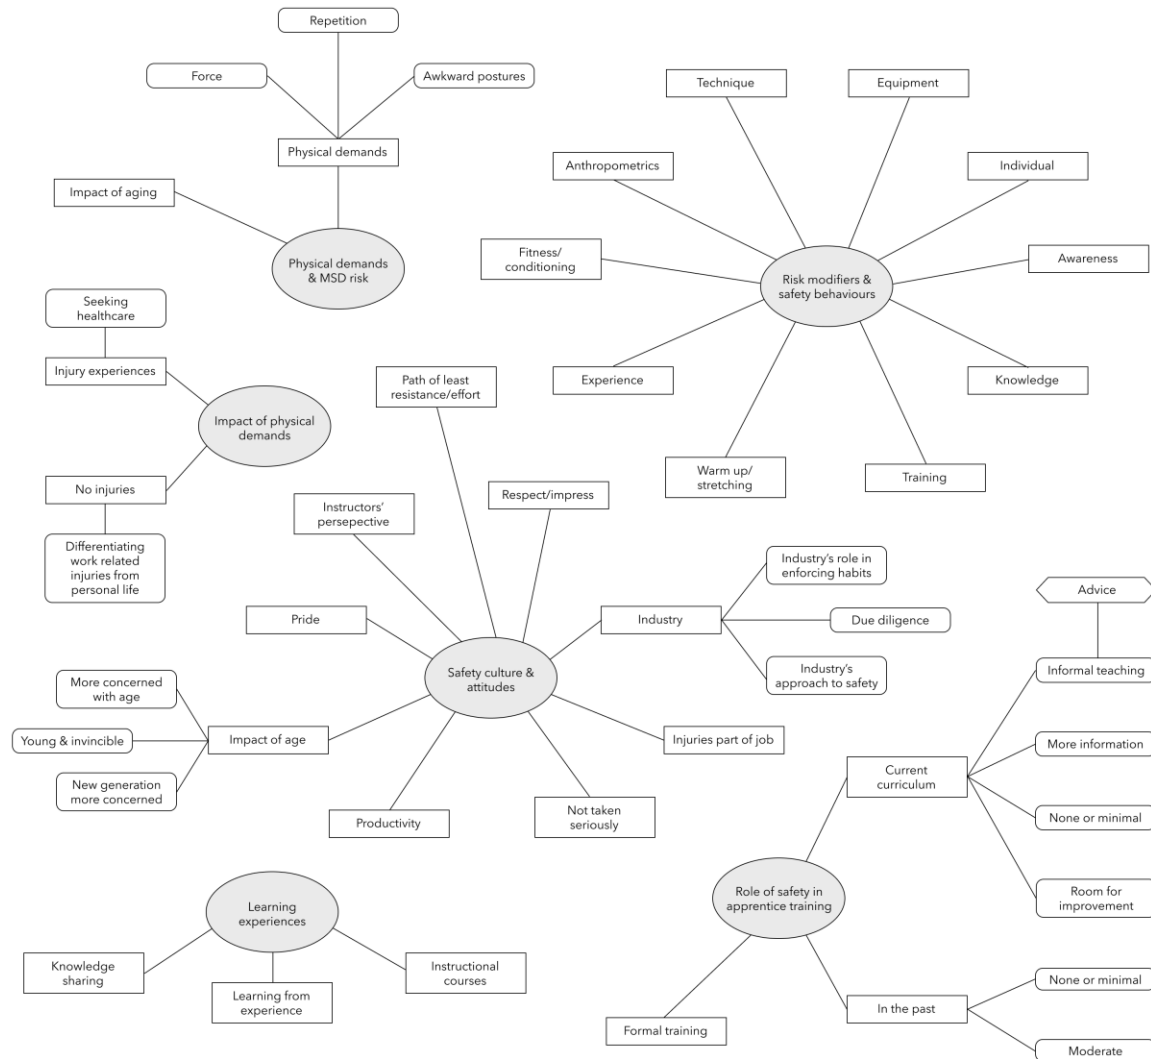 Repetition
Force
Awkward postures
Physical demands
Impact of aging
Physical demands
& MSD risk
Technique
Equipment
Anthropometrics
Individual
Fitness/
conditioning
Risk modifiers &
safety behaviours
Awareness
Experience
Knowledge
Warm up/
stretching
Training
Seeking
healthcare
Injury experiences
Impact of physical
demands
No injuries
Differentiating
work related
injuries from
personal life
Path of least
resistance/effort
Respect/impress
Instructors’
persepective
Pride
Industry
Industry’s role in
enforcing habits
Due diligence
Industry’s
approach to safety
Safety culture &
attitudes
More concerned
with age
Young & invincible
New generation
more concerned
Impact of age
Injuries part of job
Productivity
Not taken
seriously
Advice
Informal teaching
More information
Current
curriculum
None or minimal
Room for
improvement
Role of safety in
apprentice training
None or minimal
In the past
Moderate
Formal training
Learning
experiences
Knowledge
sharing
Learning from
experience
Instructional
courses